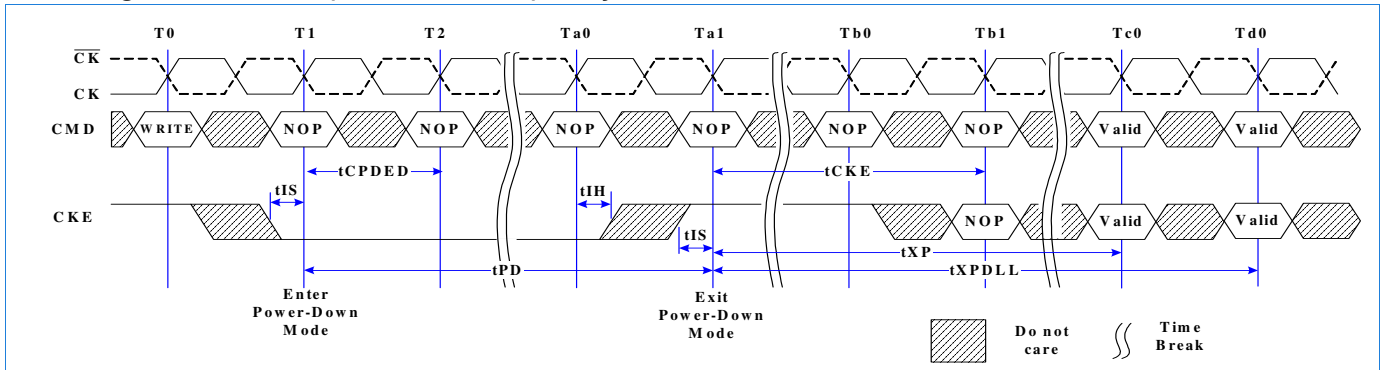 T0 T1 T2 Ta0 Ta1 Tb0 Tb1 Tc0 Td0
CK
CK
CMD WRITE NOP NOP NOP NOP NOP NOP Valid Valid
tCPDED tCKE
tIS tIH
CKE NOP Valid Valid
tIS
tXP
tPD tXPDLL
Enter
Power-Down
Mode
Exit
Power-Down
Mode
Do not
care
Time
Break